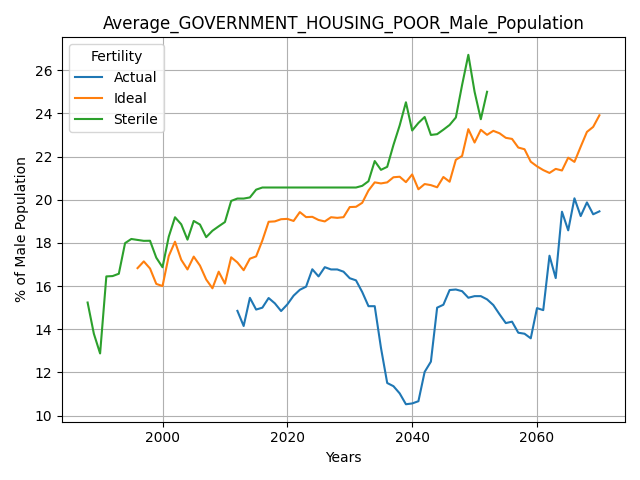 Average_GOVERNMENT_HOUSING_POOR_Male_Population
Fertility
Actual
Ideal
Sterile
% of Male Population
26
24
22
20
18
16
14
12
10
2000
2020
2040
2060
Years